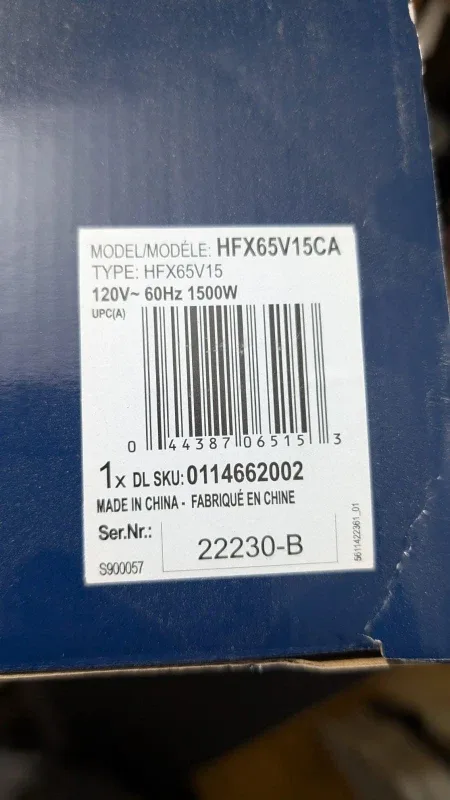 MODEL/MODÉLE: HFX65V15CA
TYPE: HFX65V15
120V~ 60Hz 1500W
UPC(A)
0 44387 06515 3
1x DL SKU: 0114662002
MADE IN CHINA - FABRIQUÉ EN CHINE
Ser.Nr.: 22230-B
S900057
5611422361_01